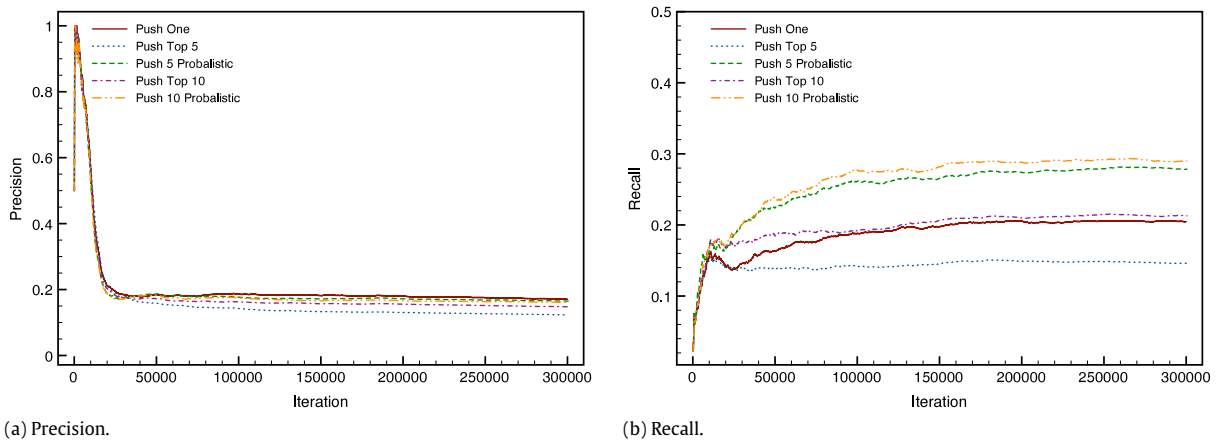 1
0.8
0.6
0.4
0.2
0
Precision
Push One
Push Top 5
Push 5 Probalistic
Push Top 10
Push 10 Probalistic
0 50000 100000 150000 200000 250000 300000
Iteration
(a) Precision.
0.5
0.4
0.3
0.2
0.1
Recall
Push One
Push Top 5
Push 5 Probalistic
Push Top 10
Push 10 Probalistic
0 50000 100000 150000 200000 250000 300000
Iteration
(b) Recall.